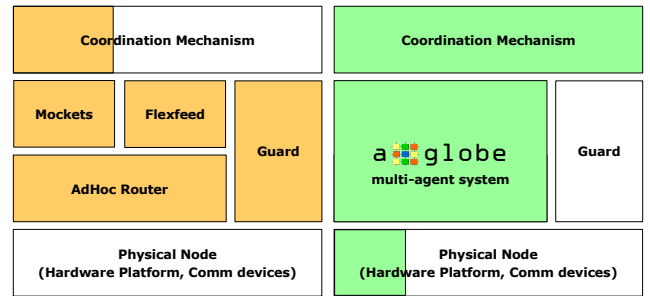 Coordination Mechanism
Mockets
Flexfeed
Guard
AdHoc Router
Physical Node
(Hardware Platform, Comm devices)
Coordination Mechanism
a globe
multi-agent system
Guard
Physical Node
(Hardware Platform, Comm devices)